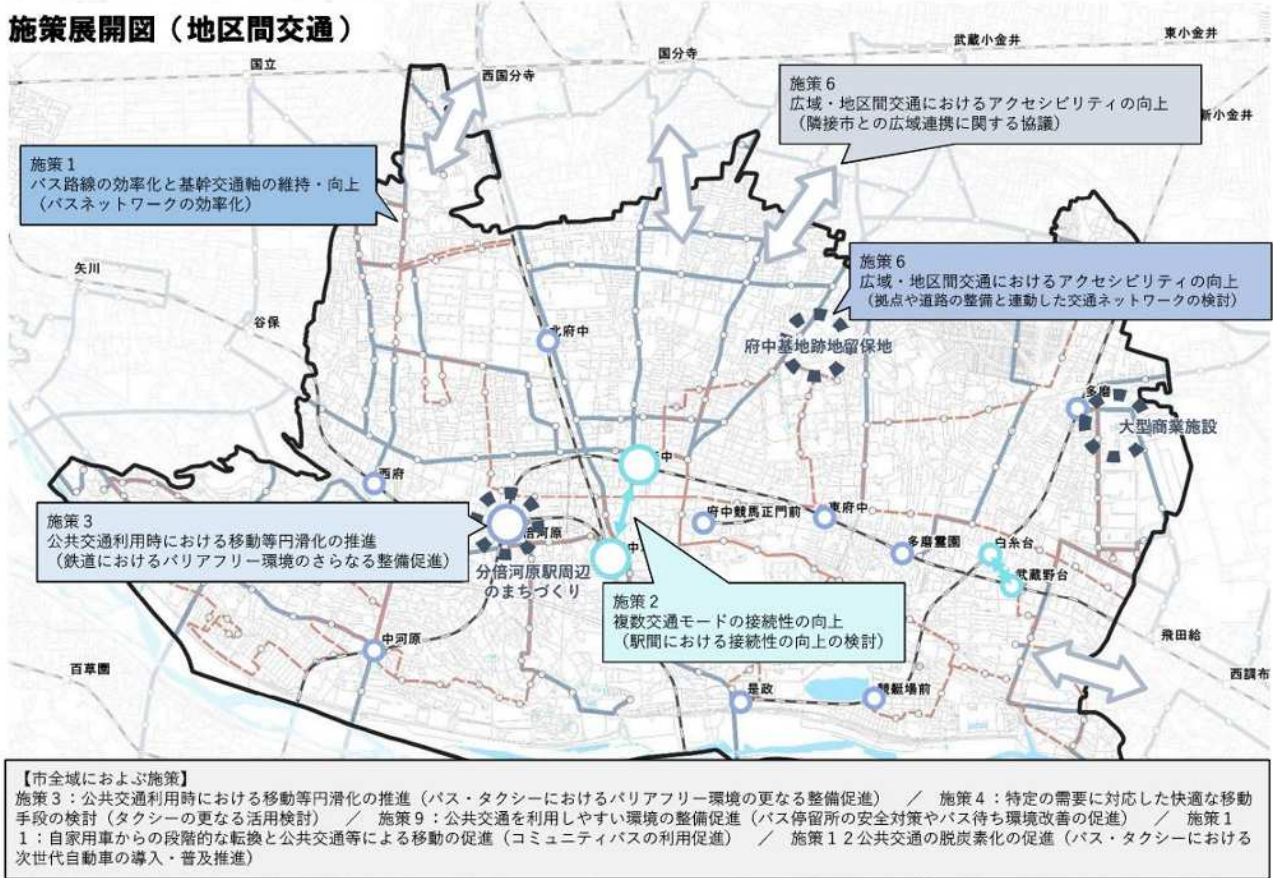 施策展開図（地区間交通）
東小金井
武蔵小金井
国分寺
国立
西国分寺
施策6
広域・地区間交通におけるアクセシビリティの向上
（隣接市との広域連携に関する協議）
新小金井
施策1
バス路線の効率化と基幹交通軸の維持・向上
（バスネットワークの効率化）
矢川
施策6
広域・地区間交通におけるアクセシビリティの向上
（拠点や道路の整備と連動した交通ネットワークの検討）
谷保
北府中
府中基地跡地留保地
多磨
大型商業施設
中
西府
施策3
公共交通利用時における移動等円滑化の推進
（鉄道におけるバリアフリー環境のさらなる整備促進）
倍河原
府中競馬正門前
東府中
中
多磨霊園
白糸台
武蔵野台
分倍河原駅周辺
のまちづくり
施策2
複数交通モードの接続性の向上
（駅間における接続性の向上の検討）
中河原
飛田給
百草園
西調布
是政
競艇場前
【市全域におよぶ施策】
施策3：公共交通利用時における移動等円滑化の推進（バス・タクシーにおけるバリアフリー環境の更なる整備促進） ／ 施策4：特定の需要に対応した快適な移動
手段の検討（タクシーの更なる活用検討） ／ 施策9：公共交通を利用しやすい環境の整備促進（バス停留所の安全対策やバス待ち環境改善の促進） ／ 施策1
1：自家用車からの段階的な転換と公共交通等による移動の促進（コミュニティバスの利用促進） ／ 施策12公共交通の脱炭素化の促進（バス・タクシーにおける
次世代自動車の導入・普及推進）